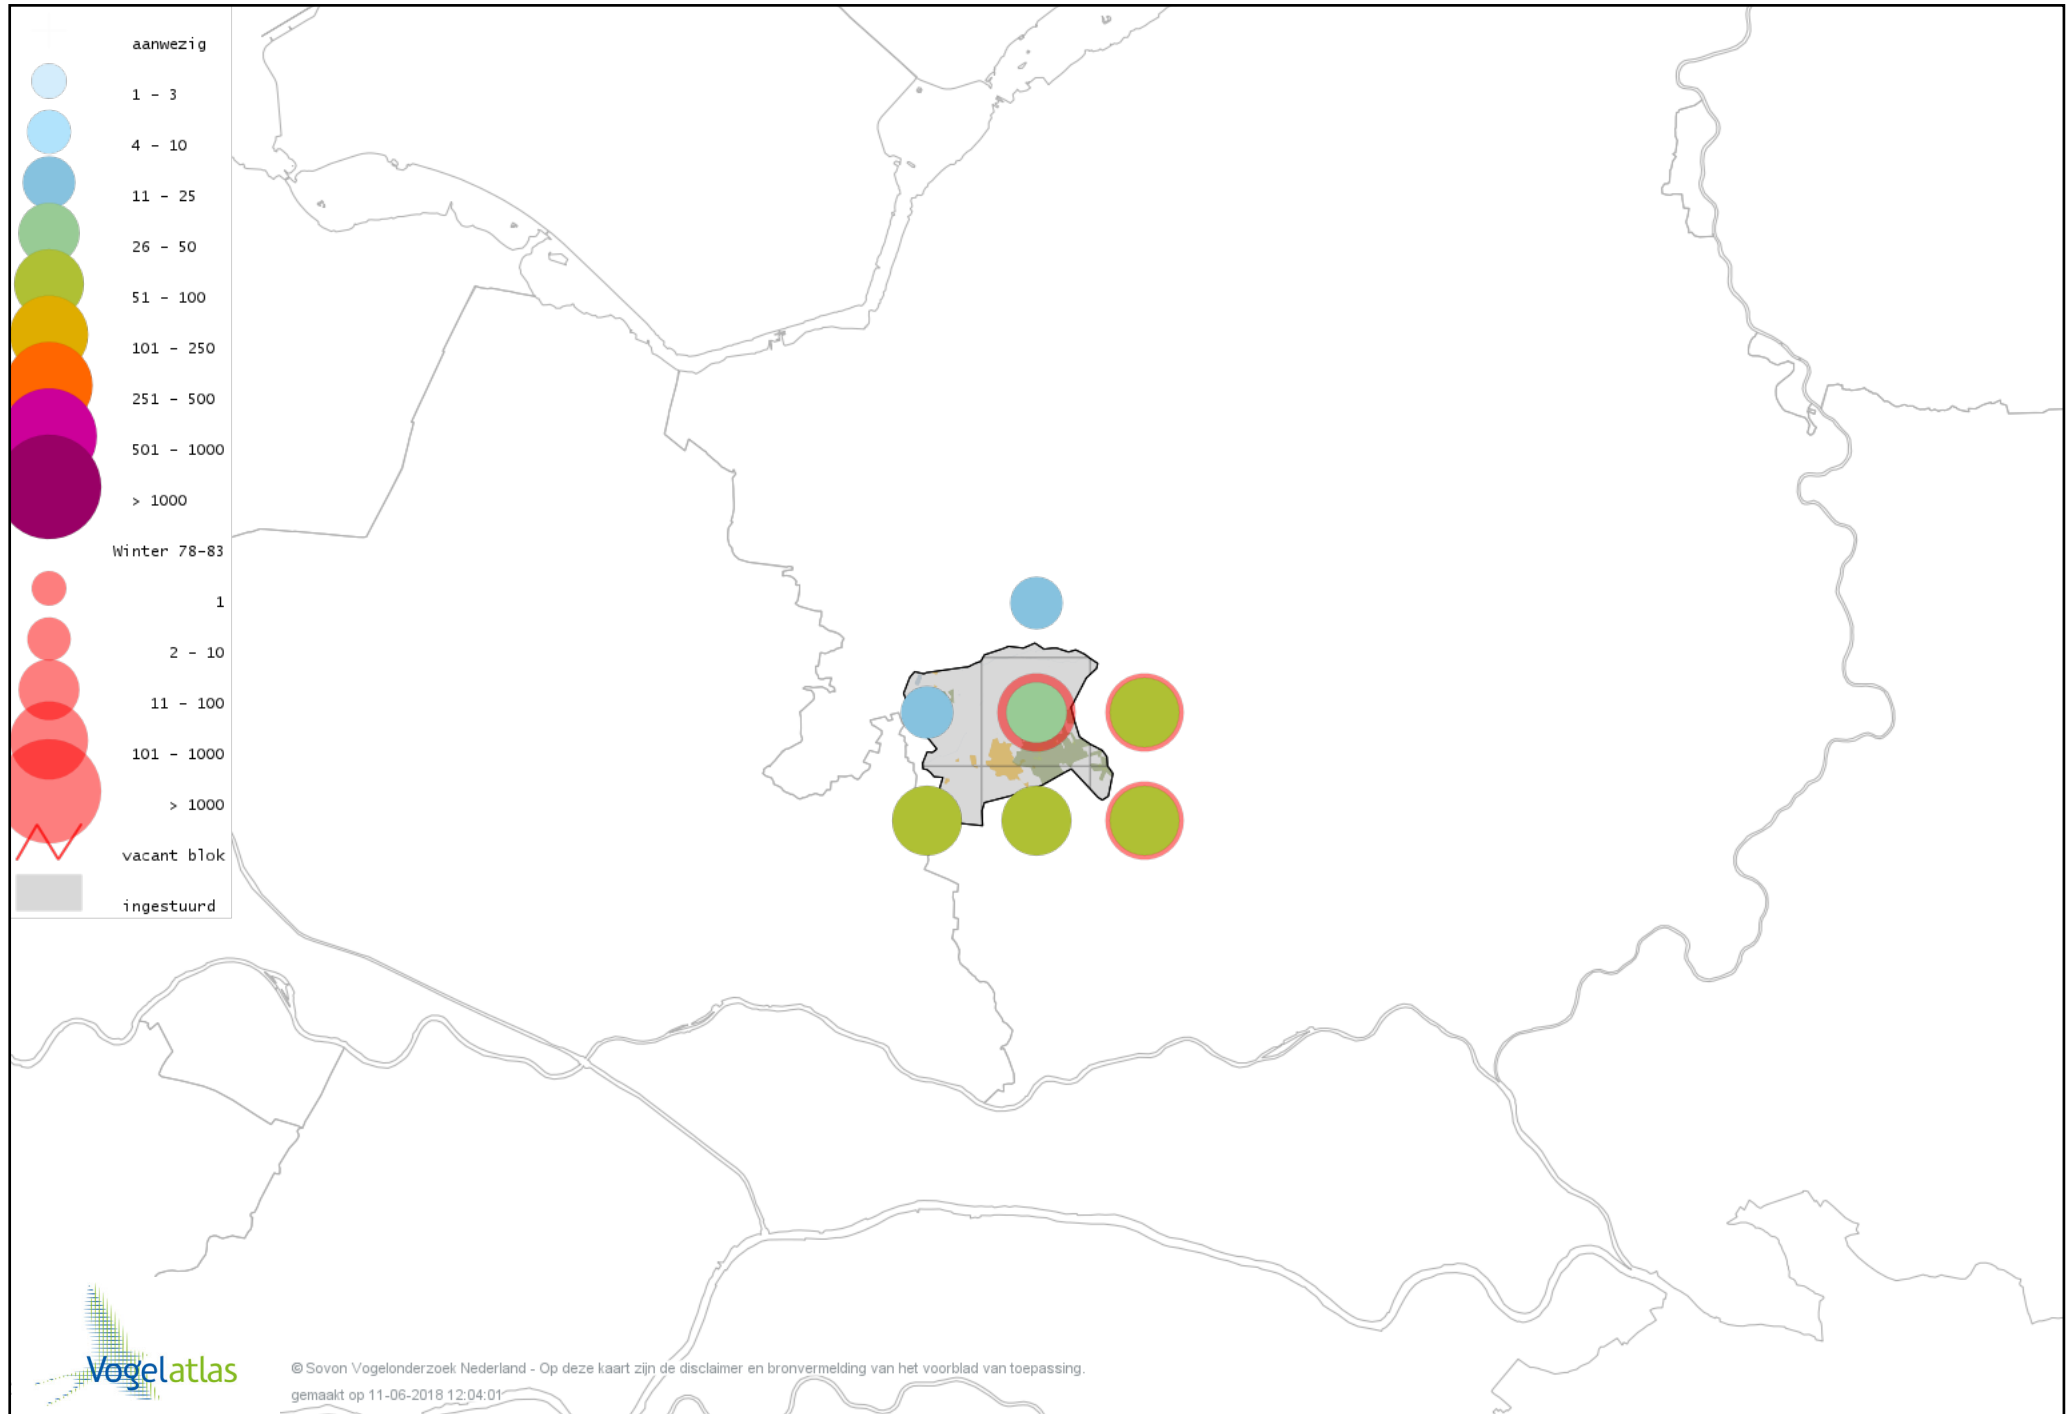 aanwezig
1 - 3
4 - 10
11 - 25
26 - 50
51 - 100
101 - 250
251 - 500
501 - 1000
> 1000
Winter 78-83
1
2 - 10
11 - 100
101 - 1000
> 1000
vacant blok
ingestuurd
Vogelatlas
© Sovon Vogelonderzoek Nederland - Op deze kaart zijn de disclaimer en bronvermelding van het voorblad van toepassing.
gemaakt op 11-06-2018 12:04:01